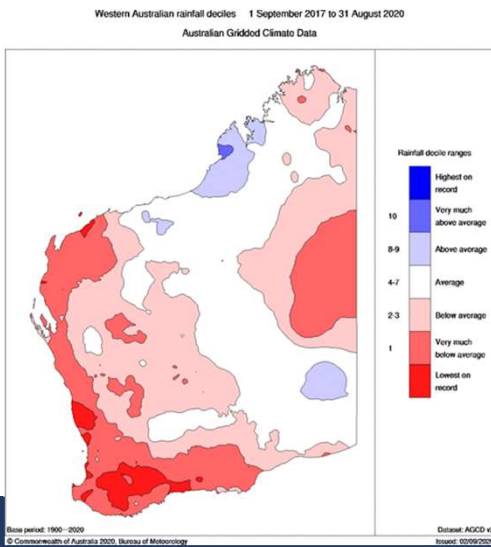 Western Australian rainfall deciles 1 September 2017 to 31 August 2020
Australian Gridded Climate Data
Rainfall decile ranges
Highest on
record
10
Very much
above average
8-9
Above average
4-7
Average
2-3
Below average
1
Very much
below average
Lowest on
record
Base period: 1900-2020
Dataset: AGCD v
© Commonwealth of Australia 2020, Bureau of Meteorology
Issued: 02/09/2020